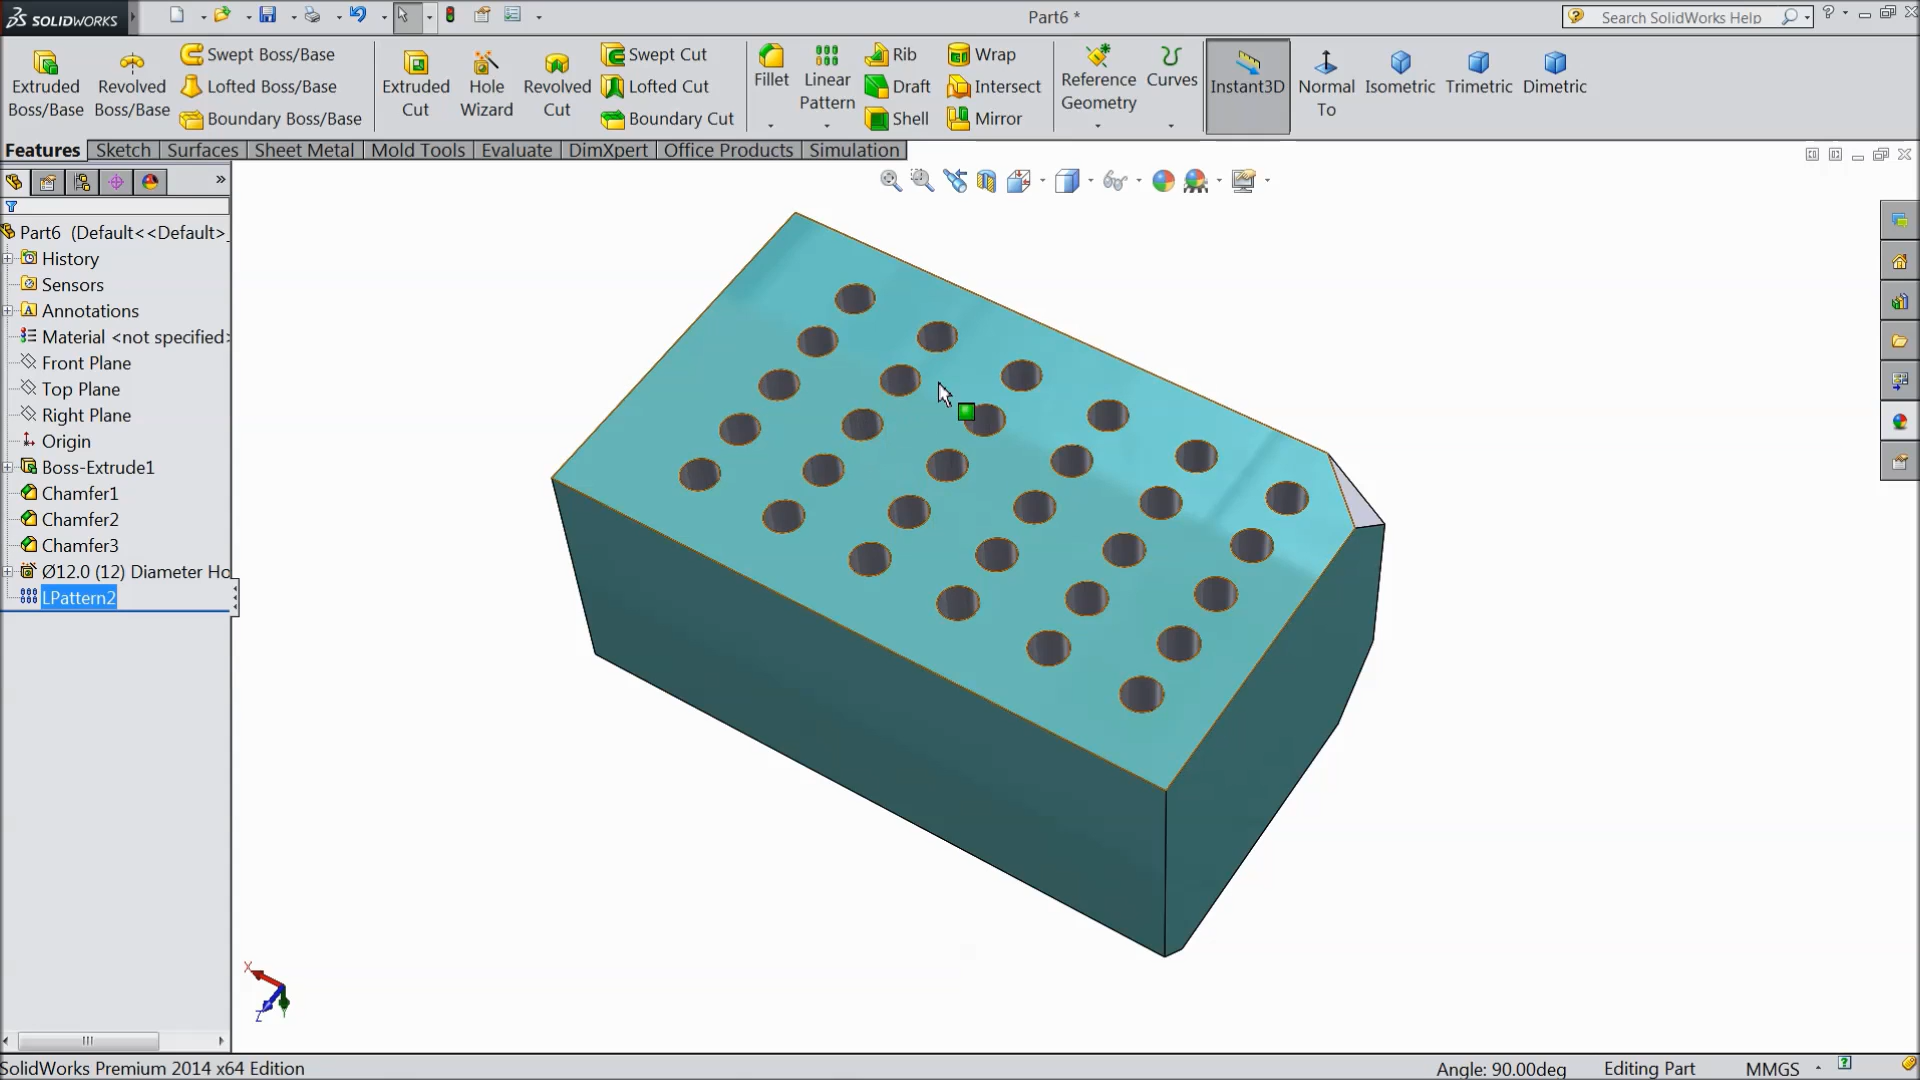 SOLIDWORKS
Part6 *
Search SolidWorks Help
Extruded Boss/Base
Revolved Boss/Base
Swept Boss/Base
Lofted Boss/Base
Boundary Boss/Base
Extruded Cut
Hole Wizard
Revolved Cut
Swept Cut
Lofted Cut
Boundary Cut
Fillet
Linear Pattern
Rib
Draft
Shell
Wrap
Intersect
Mirror
Reference Geometry
Curves
Instant3D
Normal To
Isometric
Trimetric
Dimetric
Features
Sketch
Surfaces
Sheet Metal
Mold Tools
Evaluate
DimXpert
Office Products
Simulation
Part6 (Default<<Default>_
History
Sensors
Annotations
Material <not specified>
Front Plane
Top Plane
Right Plane
Origin
Boss-Extrude1
Chamfer1
Chamfer2
Chamfer3
Ø12.0 (12) Diameter Ho
LPattern2
X
Z
SolidWorks Premium 2014 x64 Edition
Angle: 90.00deg
Editing Part
MMGS